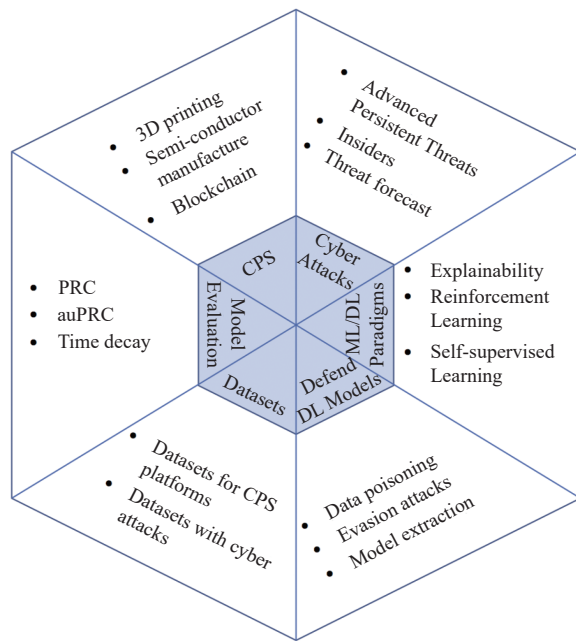 3D printing
Semi-conductor
manufacture
Blockchain
Advanced
Persistent Threats
Insiders
Threat forecast
CPS
Cyber
Attacks
PRC
auPRC
Time decay
Model
Evaluation
ML/DL
Paradigms
Explainability
Reinforcement
Learning
Self-supervised
Learning
Datasets
Defend
DL Models
Datasets for CPS
platforms
Datasets with cyber
attacks
Data poisoning
Evasion attacks
Model extraction